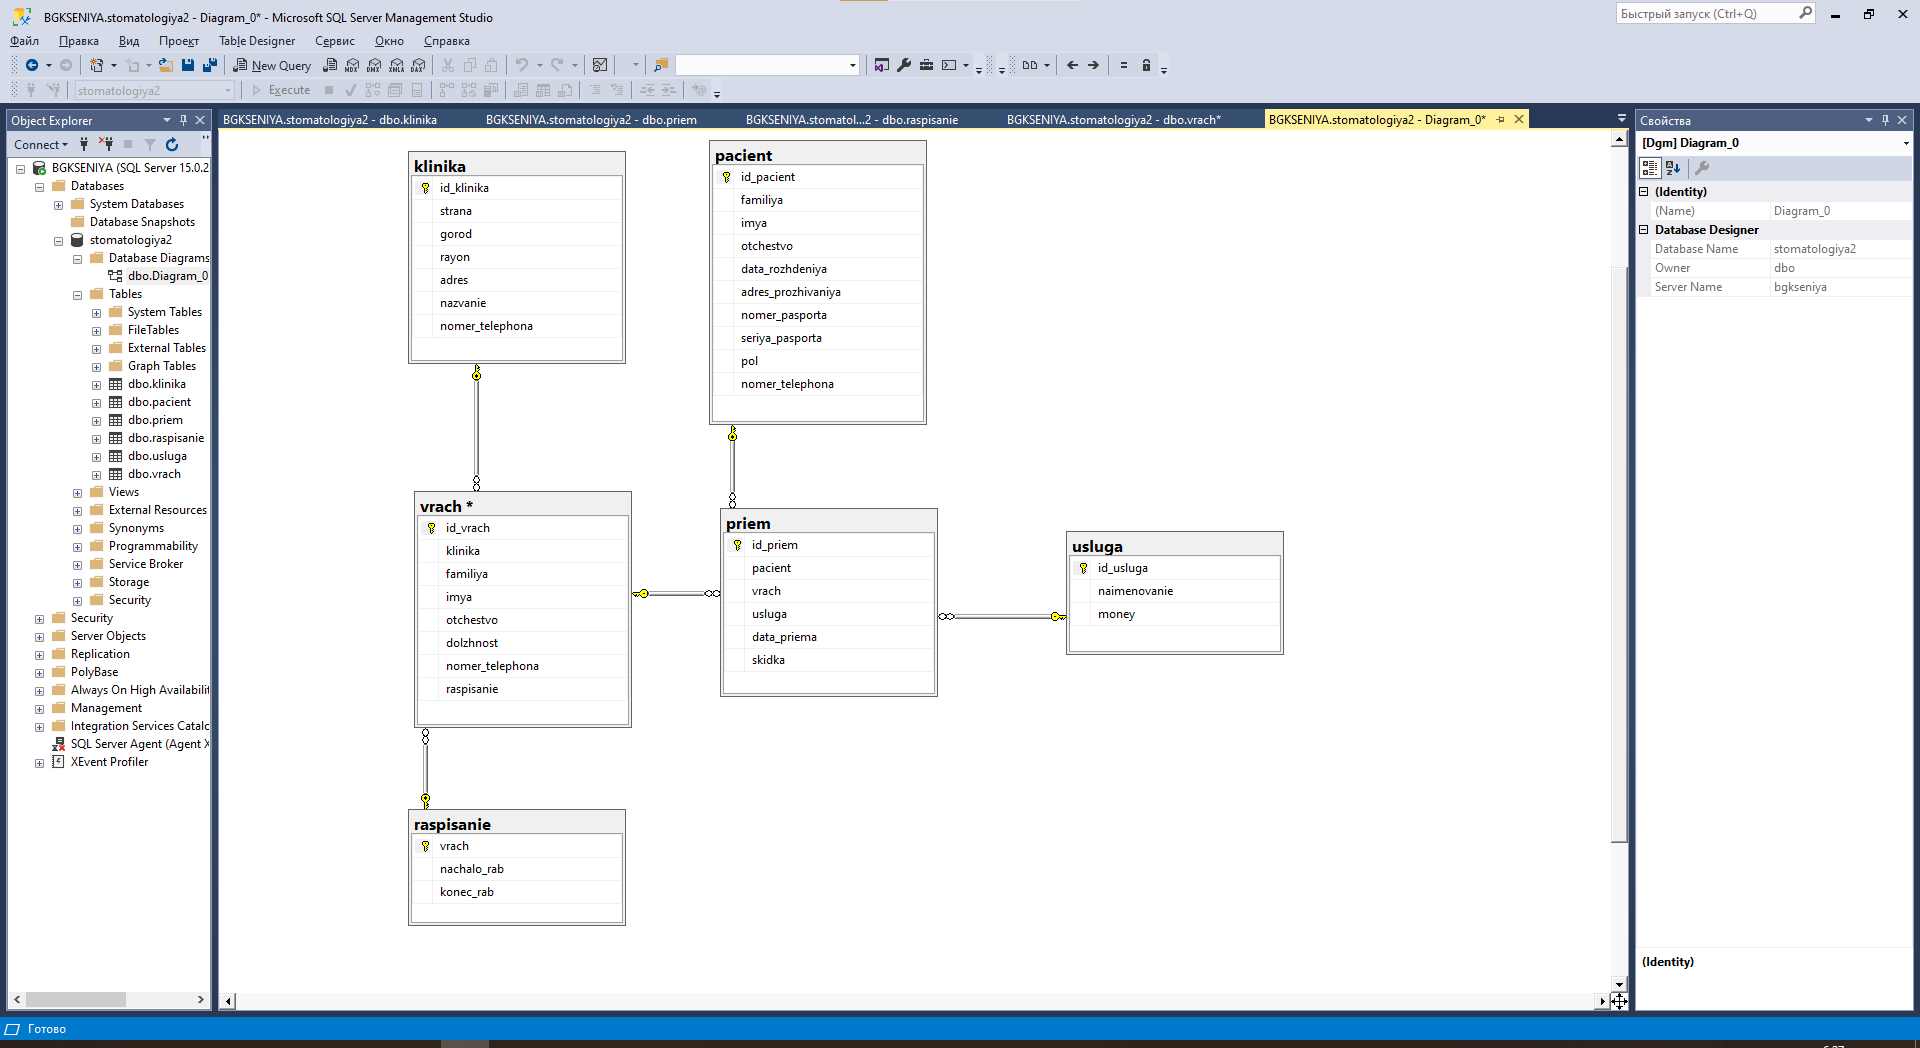 BGKSENIYA.stomatologiya2 - Diagram_0* - Microsoft SQL Server Management Studio
Быстрый запуск (Ctrl+Q)
Файл Правка Вид Проект Table Designer Сервис Окно Справка
New Query MDX DMX XMLA DAX
stomatologiya2 Execute
Object Explorer
Connect
BGKSENIYA (SQL Server 15.0.2
Databases
System Databases
Database Snapshots
stomatologiya2
Database Diagrams
dbo.Diagram_0
Tables
System Tables
FileTables
External Tables
Graph Tables
dbo.klinika
dbo.pacient
dbo.priem
dbo.raspisanie
dbo.usluga
dbo.vrach
Views
External Resources
Synonyms
Programmability
Service Broker
Storage
Security
Security
Server Objects
Replication
PolyBase
Always On High Availabilit
Management
Integration Services Catalo
SQL Server Agent (Agent X
XEvent Profiler
BGKSENIYA.stomatologiya2 - dbo.klinika
BGKSENIYA.stomatologiya2 - dbo.priem
BGKSENIYA.stomatol...2 - dbo.raspisanie
BGKSENIYA.stomatologiya2 - dbo.vrach*
BGKSENIYA.stomatologiya2 - Diagram_0*
klinika
id_klinika
strana
gorod
rayon
adres
nazvanie
nomer_telephona
pacient
id_pacient
familiya
imya
otchestvo
data_rozhdeniya
adres_prozhivaniya
nomer_pasporta
seriya_pasporta
pol
nomer_telephona
vrach *
id_vrach
klinika
familiya
imya
otchestvo
dolzhnost
nomer_telephona
raspisanie
priem
id_priem
pacient
vrach
usluga
data_priema
skidka
usluga
id_usluga
naimenovanie
money
raspisanie
vrach
nachalo_rab
konec_rab
Свойства
[Dgm] Diagram_0
(Identity)
(Name) Diagram_0
Database Designer
Database Name stomatologiya2
Owner dbo
Server Name bgkseniya
(Identity)
Готово